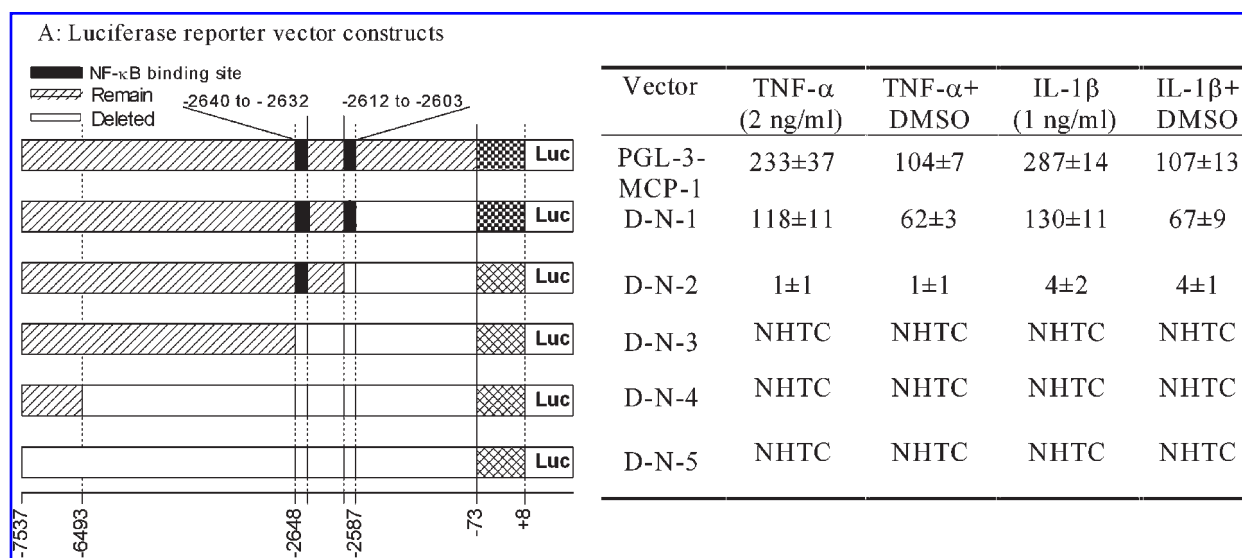 A: Luciferase reporter vector constructs
NF-κB binding site
Remain
Deleted
-2640 to - 2632
-2612 to -2603
Luc
Luc
Luc
Luc
Luc
Luc
-7537
-6493
-2648
-2587
-73
+8
Vector TNF-α TNF-α+ IL-1β IL-1β+
(2 ng/ml) DMSO (1 ng/ml) DMSO
PGL-3- 233±37 104±7 287±14 107±13
MCP-1
D-N-1 118±11 62±3 130±11 67±9
D-N-2 1±1 1±1 4±2 4±1
D-N-3 NHTC NHTC NHTC NHTC
D-N-4 NHTC NHTC NHTC NHTC
D-N-5 NHTC NHTC NHTC NHTC